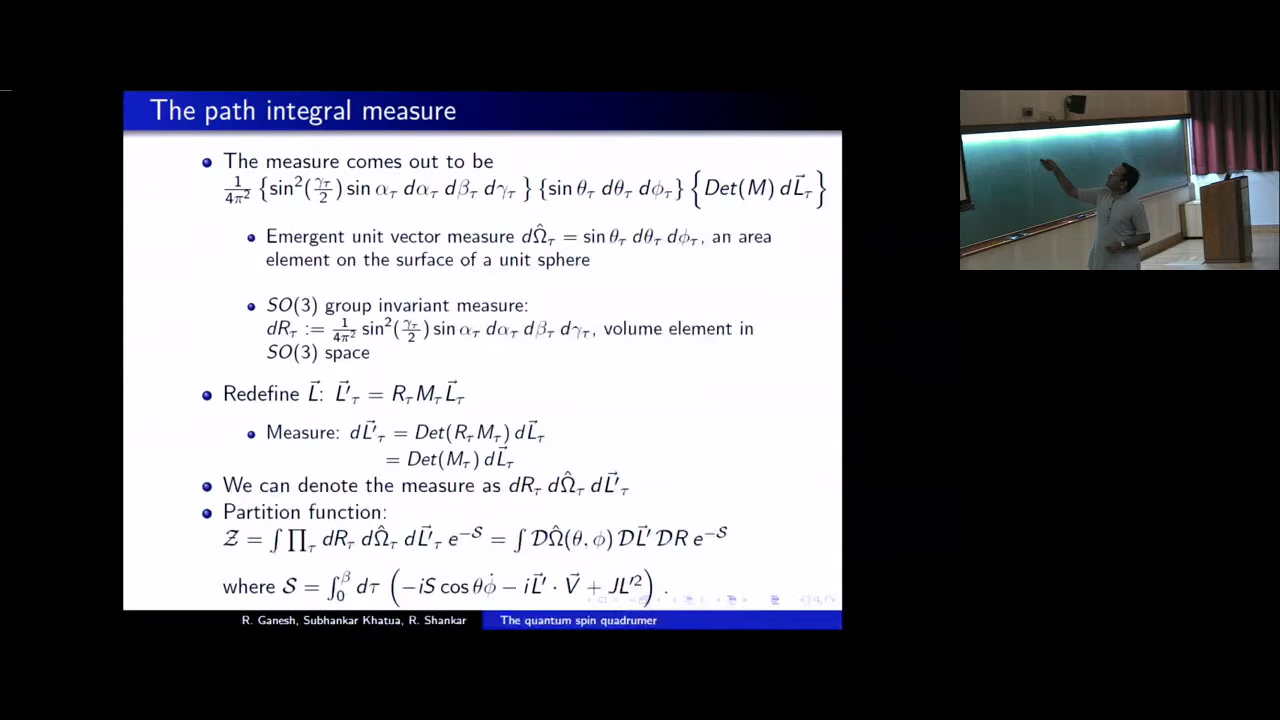 The path integral measure
The measure comes out to be
1/4π² {sin²(γ_τ/2) sin α_τ dα_τ dβ_τ dγ_τ} {sin θ_τ dθ_τ dφ_τ} {Det(M) dL⃗_τ}
Emergent unit vector measure dΩ̂_τ = sin θ_τ dθ_τ dφ_τ, an area
element on the surface of a unit sphere
SO(3) group invariant measure:
dR_τ := 1/4π² sin²(γ_τ/2) sin α_τ dα_τ dβ_τ dγ_τ, volume element in
SO(3) space
Redefine L⃗: L⃗'_τ = R_τ M_τ L⃗_τ
Measure: dL⃗'_τ = Det(R_τ M_τ) dL⃗_τ
= Det(M_τ) dL⃗_τ
We can denote the measure as dR_τ dΩ̂_τ dL⃗'_τ
Partition function:
𝒵 = ∫ ∏_τ dR_τ dΩ̂_τ dL⃗'_τ e^{-𝒮} = ∫ 𝒟Ω̂(θ, φ) 𝒟L⃗' 𝒟R e^{-𝒮}
where 𝒮 = ∫₀^β dτ (−iS cos θφ̇ − iL⃗' · V⃗ + JL'²) .
R. Ganesh, Subhankar Khatua, R. Shankar The quantum spin quadrumer